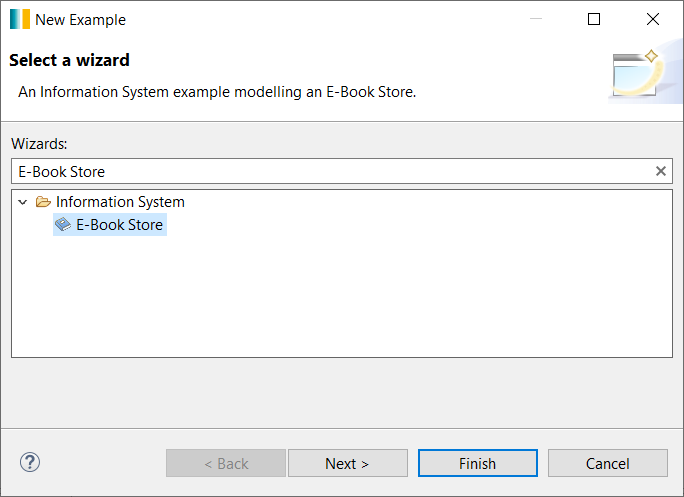 New Example
Select a wizard
An Information System example modelling an E-Book Store.
Wizards:
E-Book Store
Information System
E-Book Store
< Back
Next >
Finish
Cancel